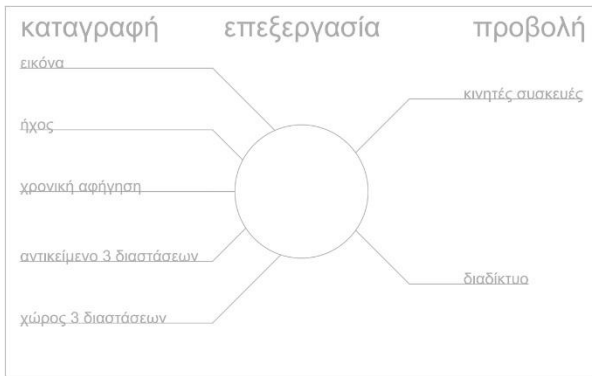 καταγραφή επεξεργασία προβολή
εικόνα
κινητές συσκευές
ήχος
χρονική αφήγηση
αντικείμενο 3 διαστάσεων
διαδίκτυο
χώρος 3 διαστάσεων